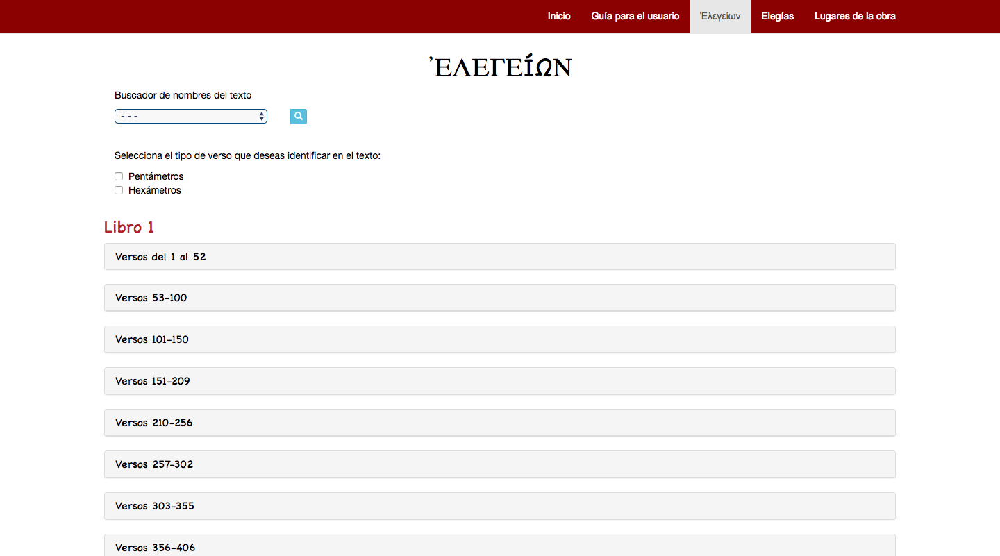 Inicio Guía para el usuario Ἐλεγείων Elegías Lugares de la obra
ἘΛΕΓΕΊΩΝ
Buscador de nombres del texto
---
Selecciona el tipo de verso que deseas identificar en el texto:
Pentámetros
Hexámetros
Libro 1
Versos del 1 al 52
Versos 53-100
Versos 101-150
Versos 151-209
Versos 210-256
Versos 257-302
Versos 303-355
Versos 356-406